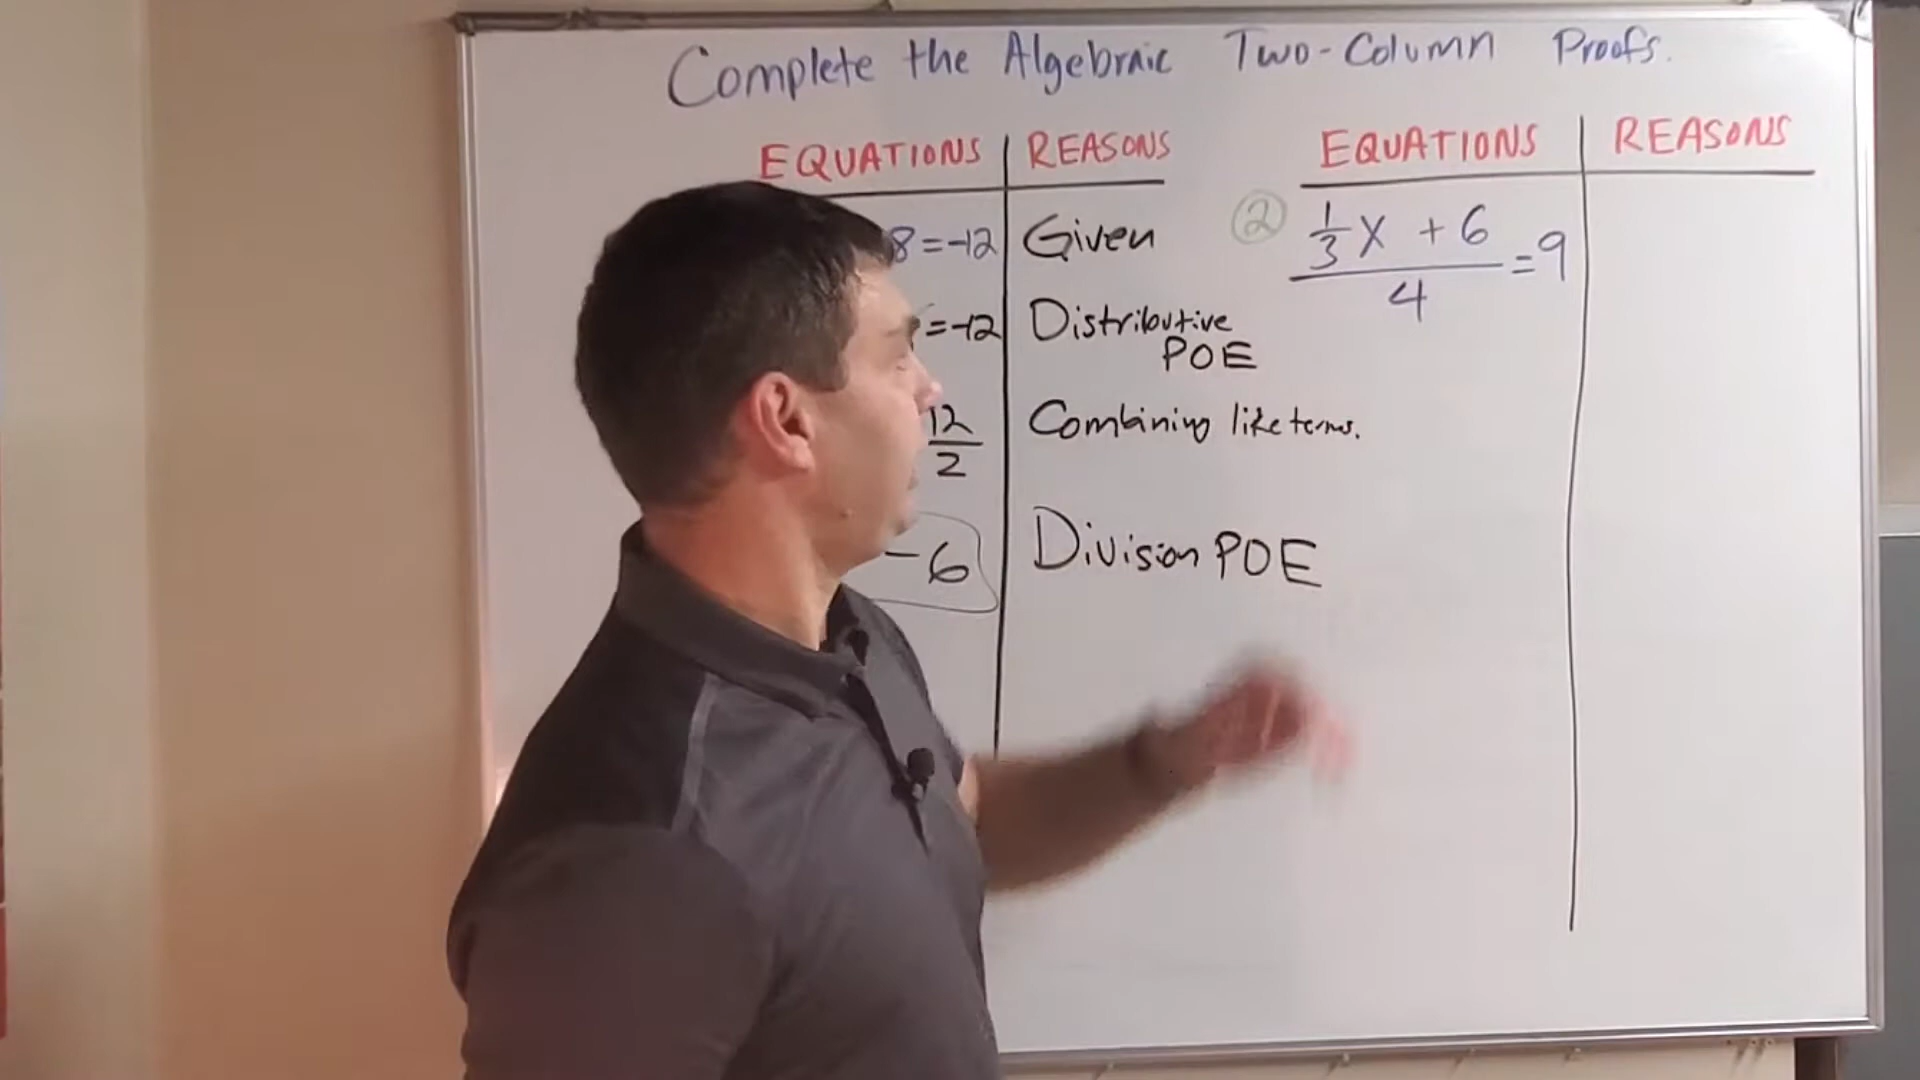 Complete the Algebraic Two-Column Proofs.
EQUATIONS REASONS
8 = -12 Given
= -12 Distributive
POE
12
2
Combining like terms.
- 6 Division POE
EQUATIONS REASONS
② 1/3 x + 6
= 9
4